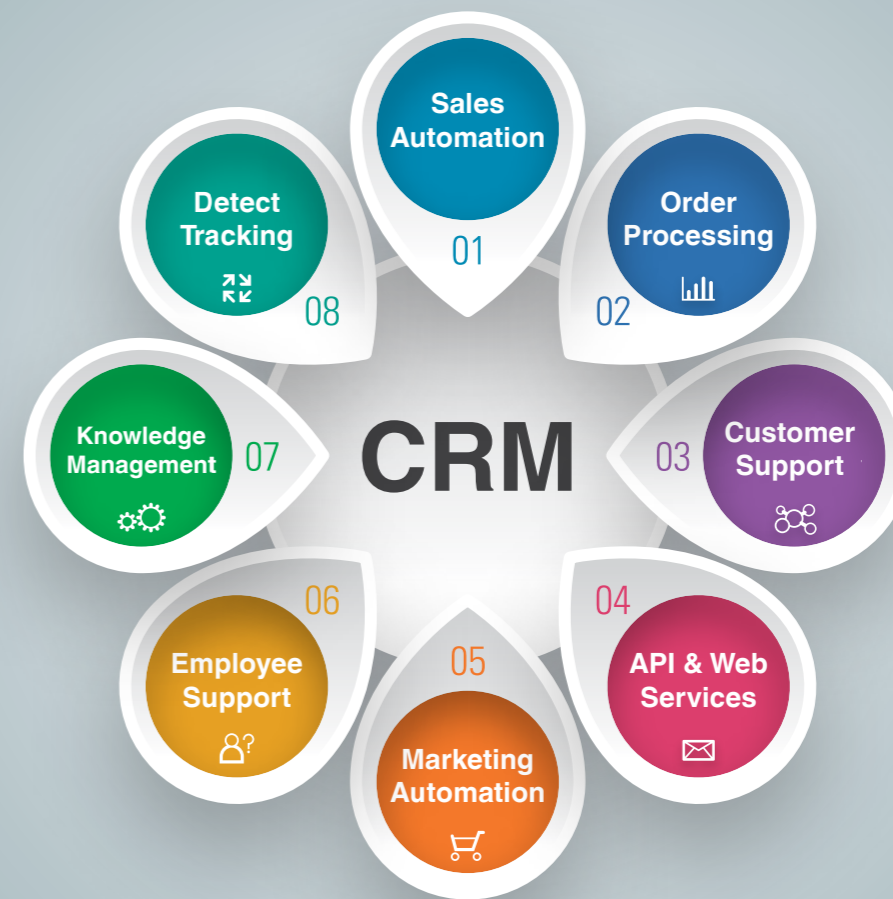 Sales
Automation
01
Order
Processing
02
Customer
Support
03
API & Web
Services
04
Marketing
Automation
05
Employee
Support
06
Knowledge
Management
07
Detect
Tracking
08
CRM
?